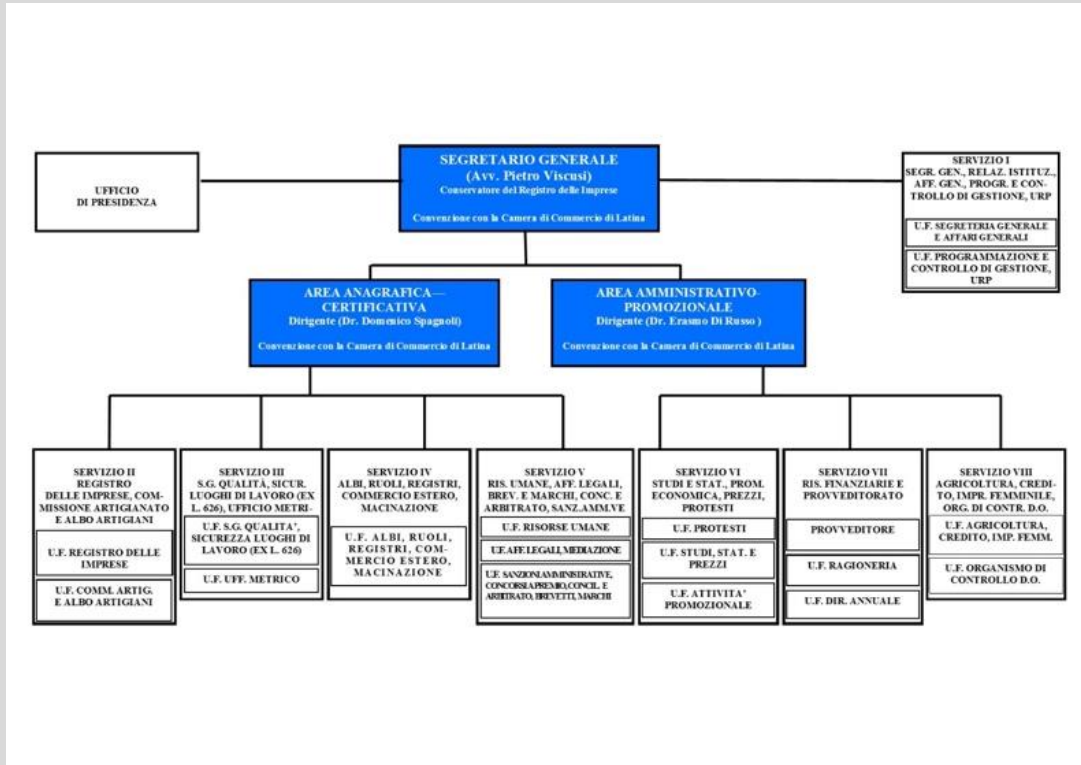 UFFICIO
DI PRESIDENZA
SEGRETARIO GENERALE
(Avv. Pietro Viscusi)
Conservatore del Registro delle Imprese
Convenzione con la Camera di Commercio di Latina
SERVIZIO I
SEGR. GEN., RELAZ. ISTITUZ.,
AFF. GEN., PROGR. E CON-
TROLLO DI GESTIONE, URP
U.F. SEGRETERIA GENERALE
E AFFARI GENERALI
U.F. PROGRAMMAZIONE E
CONTROLLO DI GESTIONE,
URP
AREA ANAGRAFICA—
CERTIFICATIVA
Dirigente (Dr. Domenico Spagnoli)
Convenzione con la Camera di Commercio di Latina
AREA AMMINISTRATIVO-
PROMOZIONALE
Dirigente (Dr. Erasmo Di Russo )
Convenzione con la Camera di Commercio di Latina
SERVIZIO II
REGISTRO
DELLE IMPRESE, COM-
MISSIONE ARTIGIANATO
E ALBO ARTIGIANI
U.F. REGISTRO DELLE
IMPRESE
U.F. COMM. ARTIG.
E ALBO ARTIGIANI
SERVIZIO III
S.G. QUALITÀ, SICUR.
LUOGHI DI LAVORO (EX
L. 626), UFFICIO METRI-
U.F. S.G. QUALITA',
SICUREZZA LUOGHI DI
LAVORO (EX L. 626)
U.F. UFF. METRICO
SERVIZIO IV
ALBI, RUOLI, REGISTRI,
COMMERCIO ESTERO,
MACINAZIONE
U.F. ALBI, RUOLI,
REGISTRI, COM-
MERCIO ESTERO,
MACINAZIONE
SERVIZIO V
RIS. UMANE, AFF. LEGALI,
BREV. E MARCHI, CONC. E
ARBITRATO, SANZ.AMM.VE
U.F. RISORSE UMANE
U.F. AFF. LEGALI, MEDIAZIONE
U.F. SANZIONI AMMINISTRATIVE,
CONCORSI A PREMIO, CONCIL. E
ARBITRATO, BREVETTI, MARCHI
SERVIZIO VI
STUDI E STAT., PROM.
ECONOMICA, PREZZI,
PROTESTI
U.F. PROTESTI
U.F. STUDI, STAT. E
PREZZI
U.F. ATTIVITA'
PROMOZIONALE
SERVIZIO VII
RIS. FINANZIARIE E
PROVVEDITORATO
PROVVEDITORE
U.F. RAGIONERIA
U.F. DIR. ANNUALE
SERVIZIO VIII
AGRICOLTURA, CREDI-
TO, IMPR. FEMMINILE,
ORG. DI CONTR. D.O.
U.F. AGRICOLTURA,
CREDITO, IMP. FEMM.
U.F. ORGANISMO DI
CONTROLLO D.O.